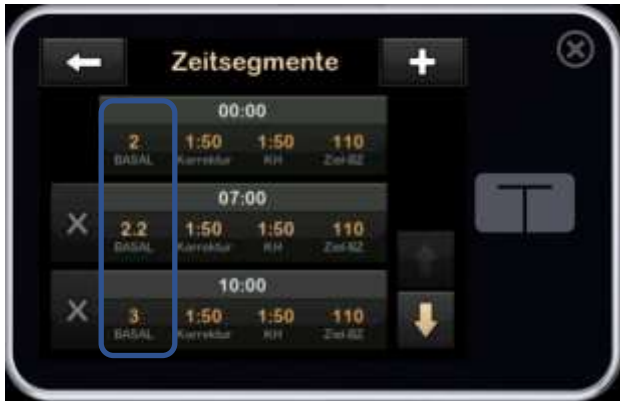 Zeitsegmente
00:00
2 1:50 1:50 110
BASAL Korrektur KH Ziel-BZ
07:00
2.2 1:50 1:50 110
BASAL Korrektur KH Ziel-BZ
10:00
3 1:50 1:50 110
BASAL Korrektur KH Ziel-BZ